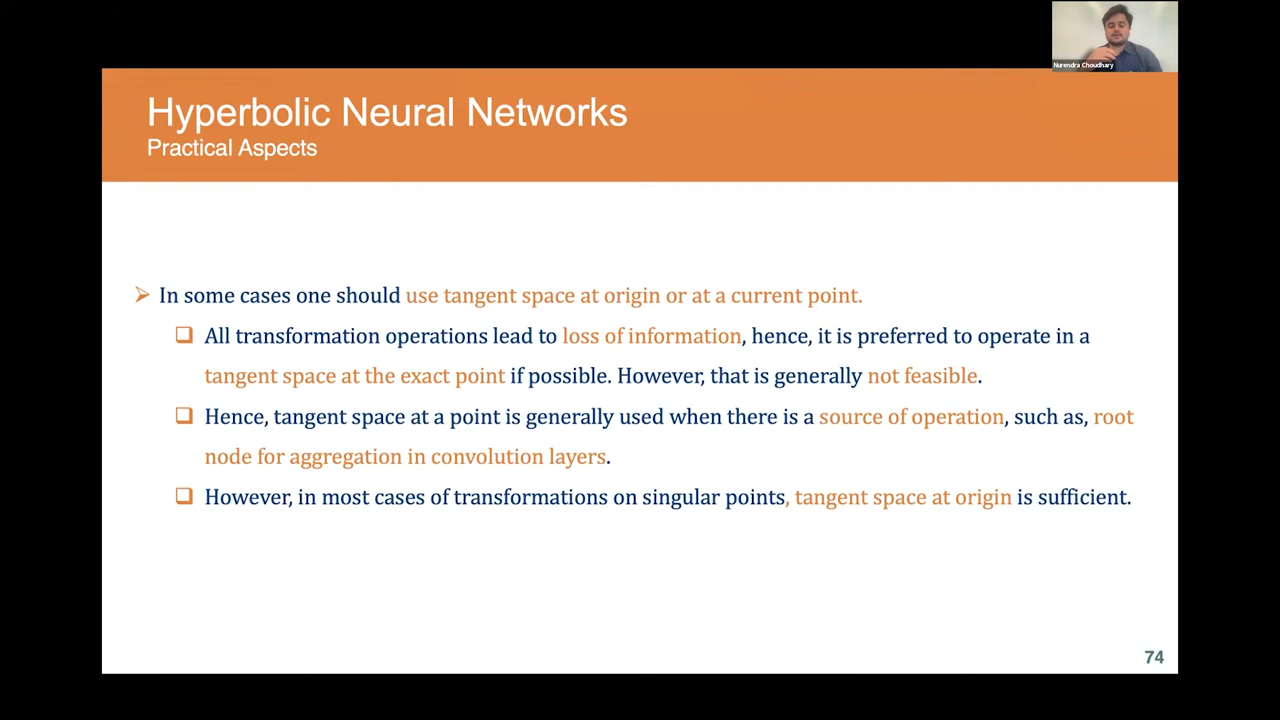 Nurendra Choudhary
Hyperbolic Neural Networks
Practical Aspects
In some cases one should use tangent space at origin or at a current point.
All transformation operations lead to loss of information, hence, it is preferred to operate in a
tangent space at the exact point if possible. However, that is generally not feasible.
Hence, tangent space at a point is generally used when there is a source of operation, such as, root
node for aggregation in convolution layers.
However, in most cases of transformations on singular points, tangent space at origin is sufficient.
74